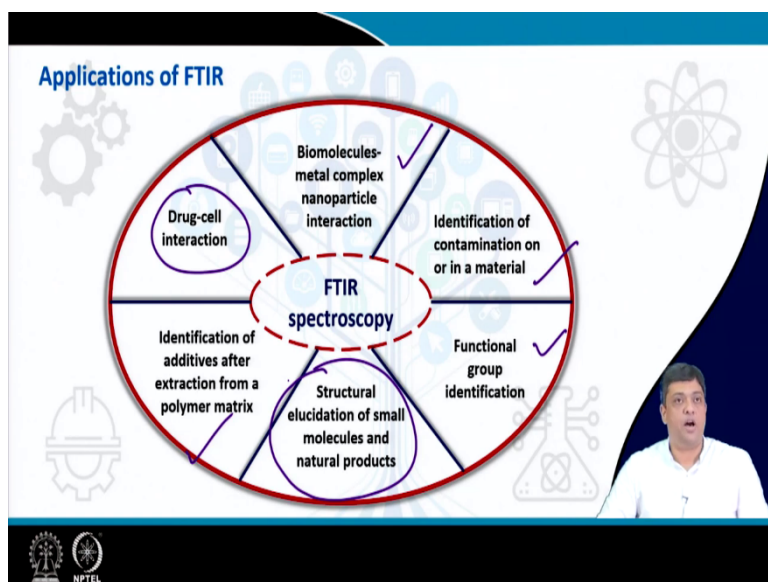 Applications of FTIR
Biomolecules-
metal complex
nanoparticle
interaction
Identification of
contamination on
or in a material
Functional
group
identification
Structural
elucidation of small
molecules and
natural products
Identification of
additives after
extraction from a
polymer matrix
Drug-cell
interaction
FTIR
spectroscopy
NPTEL